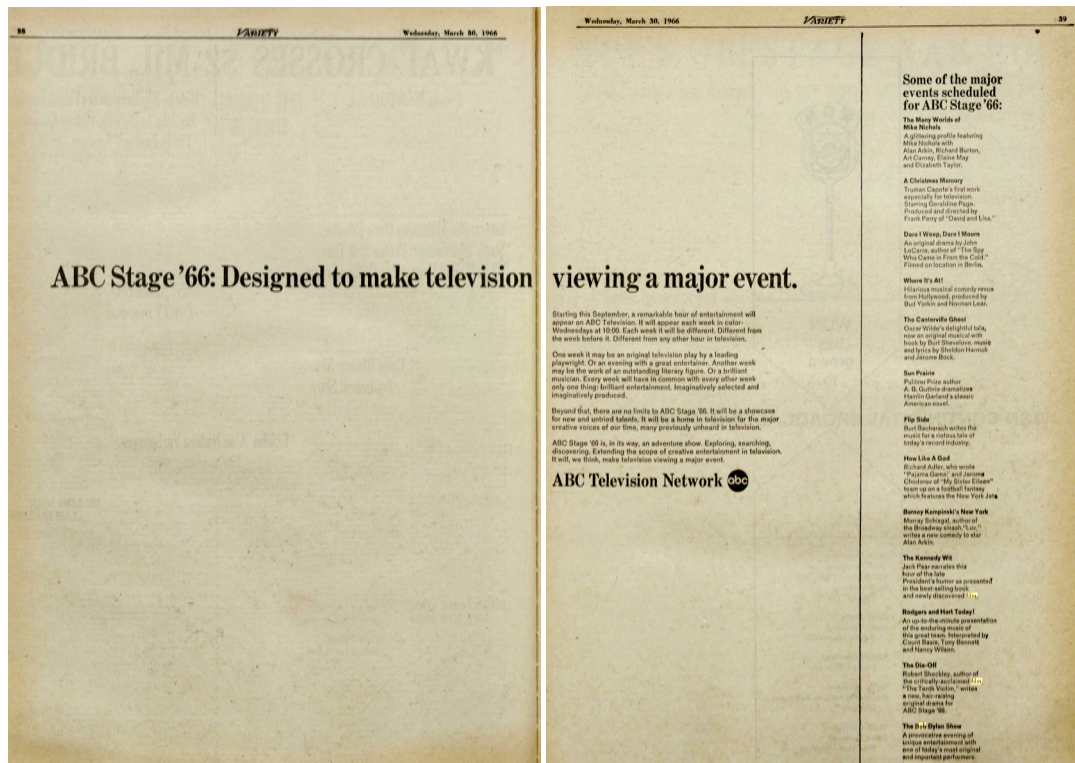 58
VARIETY
Wednesday, March 30, 1966
Wednesday, March 30, 1966
VARIETY
59
ABC Stage '66: Designed to make television viewing a major event.
Starting this September, a remarkable hour of entertainment will
appear on ABC Television. It will appear each week in color-
Wednesdays at 10:00. Each week it will be different. Different from
the week before it. Different from any other hour in television.
One week it may be an original television play by a leading
playwright. Or an evening with a great entertainer. Another week
may be the work of an outstanding literary figure. Or a brilliant
musician. Every week will have in common with every other week
only one thing: brilliant entertainment. Imaginatively selected and
imaginatively produced.
Beyond that, there are no limits to ABC Stage '66. It will be a showcase
for new and untried talents. It will be a home in television for the major
creative voices of our time, many previously unheard in television.
ABC Stage '66 is, in its way, an adventure show. Exploring, searching,
discovering. Extending the scope of creative entertainment in television.
It will, we think, make television viewing a major event.
ABC Television Network abc
Some of the major
events scheduled
for ABC Stage '66:
The Many Worlds of
Mike Nichols
A glittering profile featuring
Mike Nichols with
Alan Arkin, Richard Burton,
Art Carney, Elaine May
and Elizabeth Taylor.
A Christmas Memory
Truman Capote's first work
especially for television.
Starring Geraldine Page.
Produced and directed by
Frank Perry of "David and Lisa."
Dare I Weep, Dare I Mourn
An original drama by John
LeCarre, author of "The Spy
Who Came in From the Cold."
Filmed on location in Berlin.
Where It's At!
Hilarious musical comedy revue
from Hollywood, produced by
Bud Yorkin and Norman Lear.
The Canterville Ghost
Oscar Wilde's delightful tale,
now an original musical with
book by Burt Shevelove, music
and lyrics by Sheldon Harnick
and Jerome Bock.
Sun Prairie
Pulitzer Prize author
A. B. Guthrie dramatizes
Hamlin Garland's classic
American novel.
Flip Side
Burt Bacharach writes the
music for a riotous tale of
today's record industry.
How Like A God
Richard Adler, who wrote
"Pajama Game," and Jerome
Chodorov of "My Sister Eileen"
team up on a football fantasy
which features the New York Jets.
Barney Kempinski's New York
Murray Schisgal, author of
the Broadway smash, "Luv,"
writes a new comedy to star
Alan Arkin.
The Kennedy Wit
Jack Paar narrates this
hour of the late
President's humor as presented
in the best-selling book
and newly discovered film.
Rodgers and Hart Today!
An up-to-the-minute presentation
of the enduring music of
this great team. Interpreted by
Count Basie, Tony Bennett
and Nancy Wilson.
The Die-Off
Robert Sheckley, author of
the critically-acclaimed film
"The Tenth Victim," writes
a new, hair-raising
original drama for
ABC Stage '66.
The Bob Dylan Show
A provocative evening of
unique entertainment with
one of today's most original
and important performers.